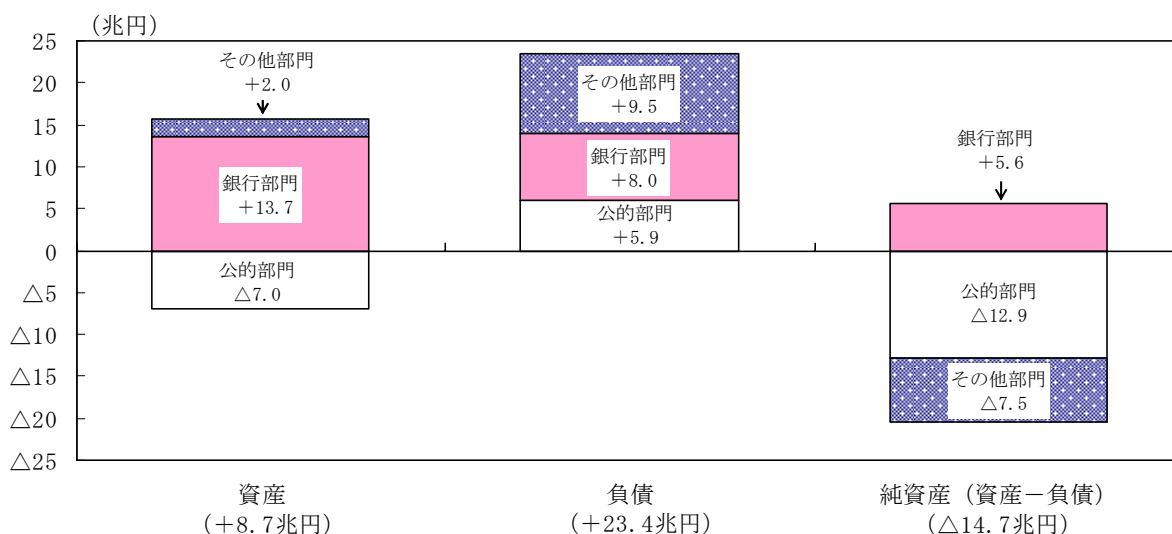 （兆円）
25
20
15
10
5
0
△5
△10
△15
△20
△25
その他部門
＋2.0
銀行部門
＋13.7
公的部門
△7.0
その他部門
＋9.5
銀行部門
＋8.0
公的部門
＋5.9
銀行部門
＋5.6
公的部門
△12.9
その他部門
△7.5
資産
（＋8.7兆円）
負債
（＋23.4兆円）
純資産（資産－負債）
（△14.7兆円）